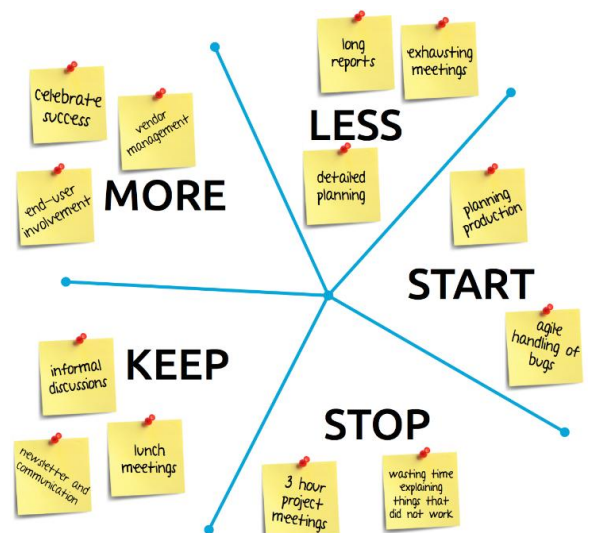 long
reports
exhausting
meetings
LESS
detailed
planning
celebrate
success
vendor
management
end-user
involvement
MORE
planning
production
START
agile
handling of
bugs
informal
discussions
KEEP
newsletter and
communication
lunch
meetings
STOP
3 hour
project
meetings
wasting time
explaining
things that
did not work